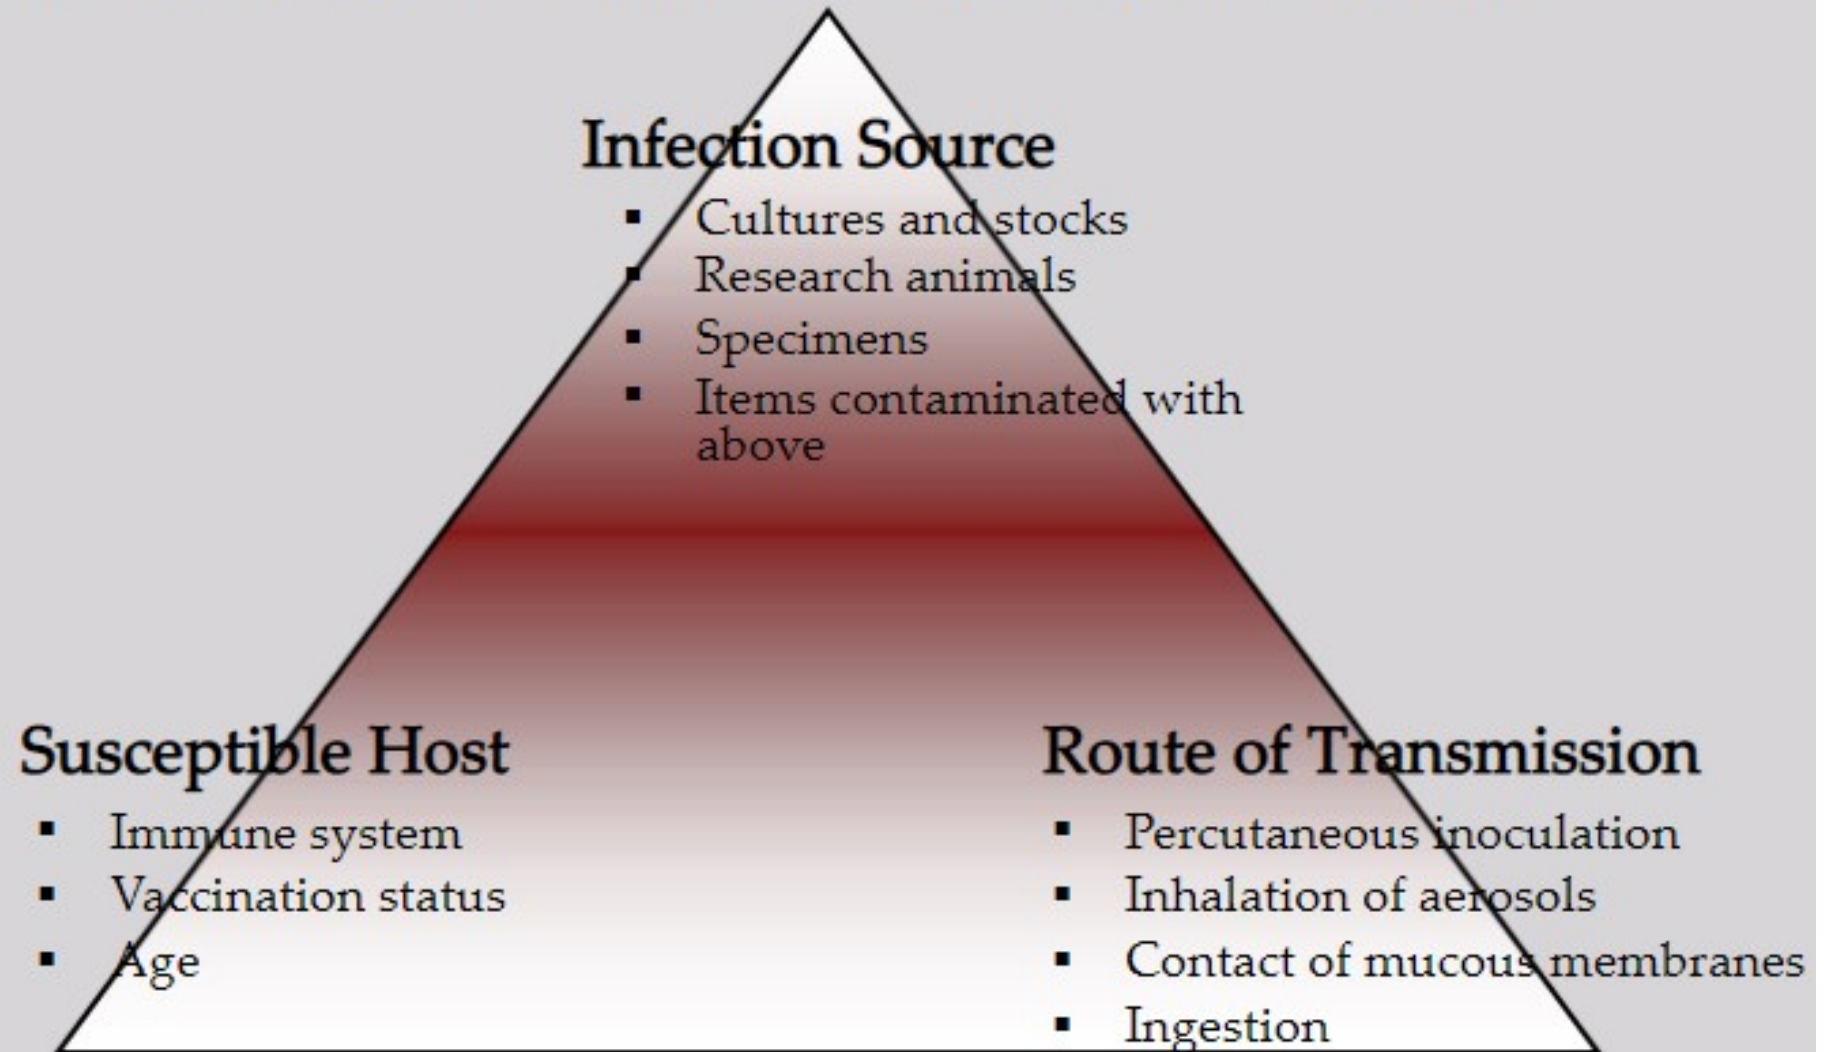 Infection Source
▪ Cultures and stocks
▪ Research animals
▪ Specimens
▪ Items contaminated with
above
Susceptible Host
▪ Immune system
▪ Vaccination status
▪ Age
Route of Transmission
▪ Percutaneous inoculation
▪ Inhalation of aerosols
▪ Contact of mucous membranes
▪ Ingestion